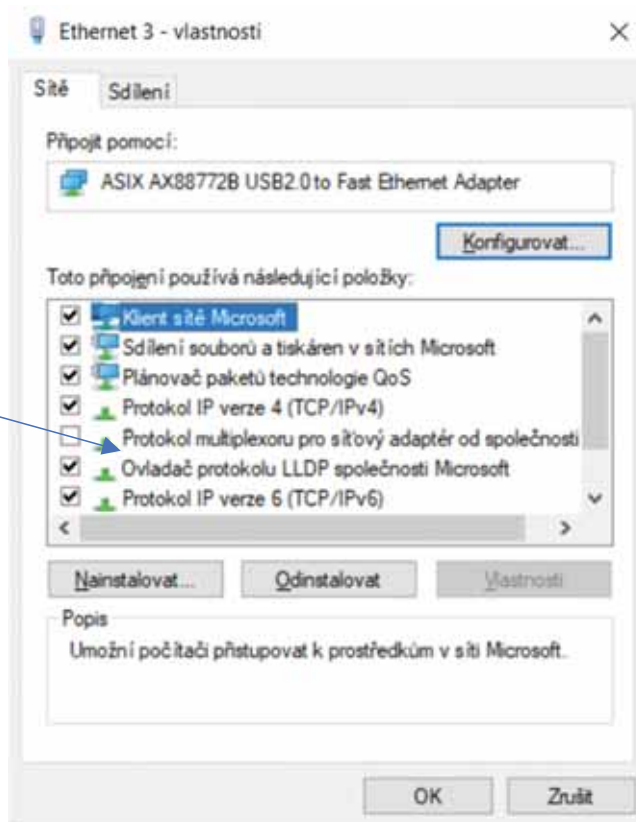 Ethernet 3 - vlastnosti
Sítě Sdílení
Připojit pomocí:
ASIX AX88772B USB2.0 to Fast Ethernet Adapter
Konfigurovat...
Toto připojení používá následující položky:
Klient sítě Microsoft
Sdílení souborů a tiskáren v sítích Microsoft
Plánovač paketů technologie QoS
Protokol IP verze 4 (TCP/IPv4)
Protokol multiplexoru pro síťový adaptér od společnosti
Ovladač protokolu LLDP společnosti Microsoft
Protokol IP verze 6 (TCP/IPv6)
Nainstalovat... Odinstalovat Vlastnosti
Popis
Umožní počítači přistupovat k prostředkům v síti Microsoft.
OK Zrušit